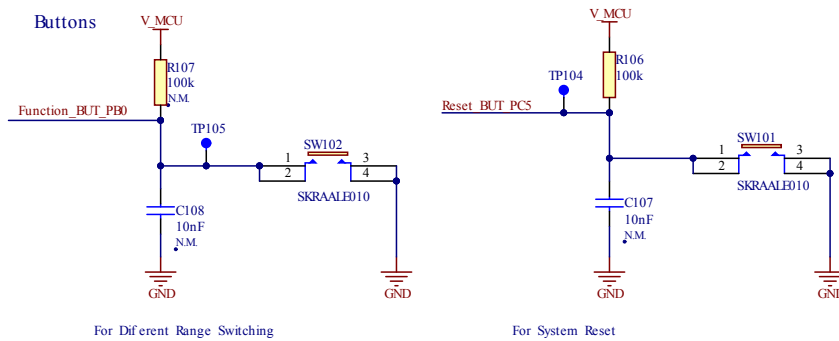 Buttons
V_MCU
R107
100k
N.M.
Function_BUT_PB0
TP105
SW102
1
2
3
4
SKRAALE010
C108
10nF
N.M.
GND
GND
For Diferent Range Switching
V_MCU
R106
100k
TP104
Reset_BUT_PC5
SW101
1
2
3
4
SKRAALE010
C107
10nF
N.M.
GND
GND
For System Reset